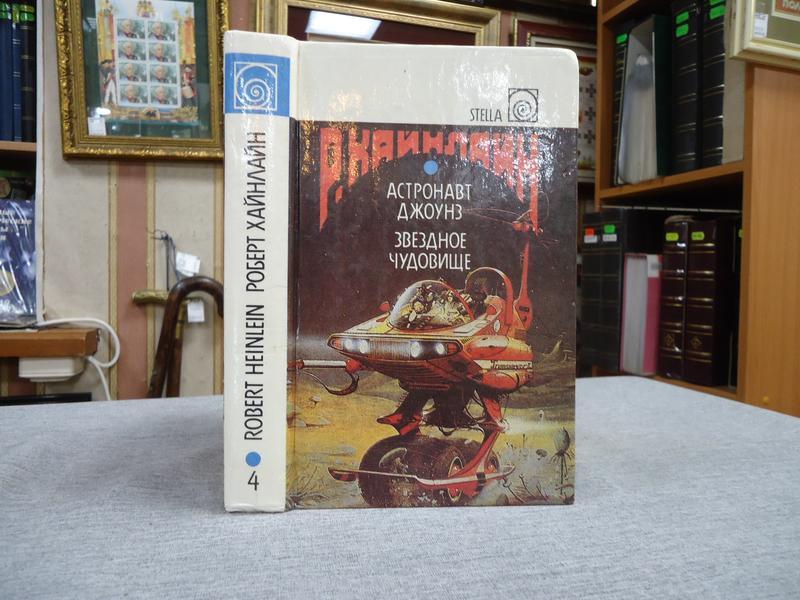 ROBERT HEINLEIN РОБЕРТ ХАЙНЛАЙН
4
STELLA
Р. ХАЙНЛАЙН
АСТРОНАВТ
ДЖОУНЗ
ЗВЕЗДНОЕ
ЧУДОВИЩЕ